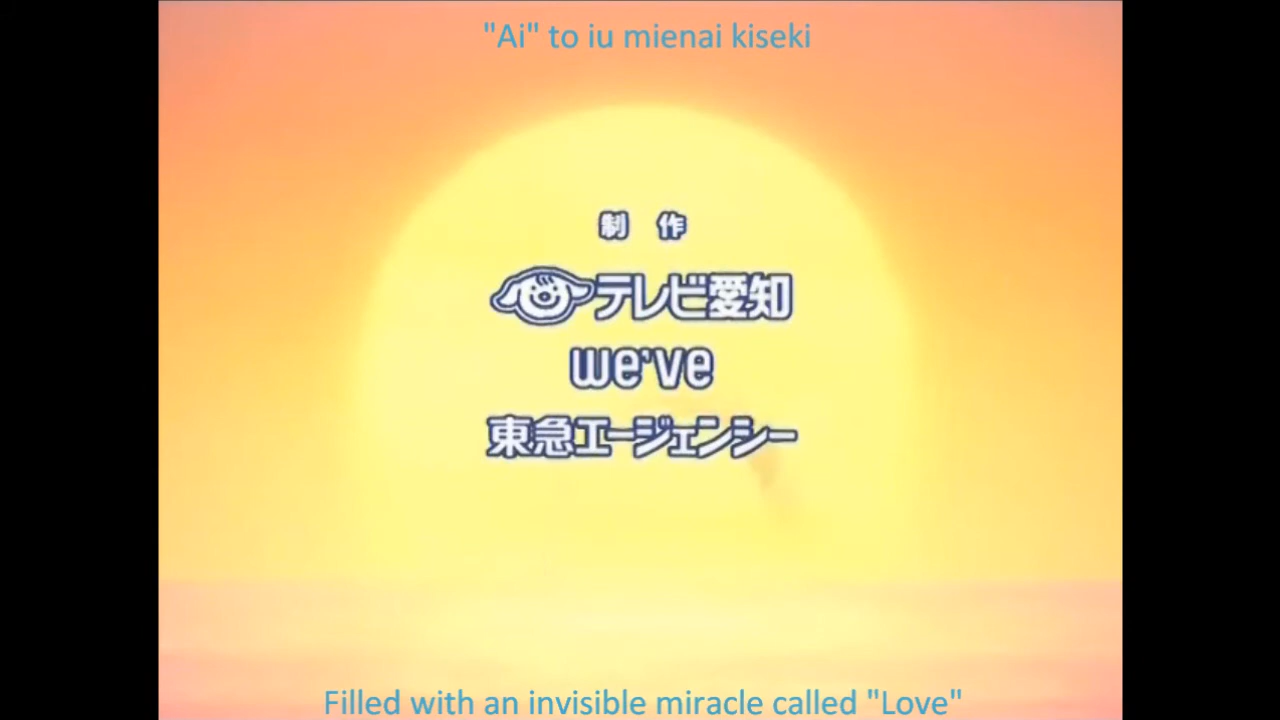 "Ai" to iu mienai kiseki
制 作
テレビ愛知
we've
東急エージェンシー
Filled with an invisible miracle called "Love"